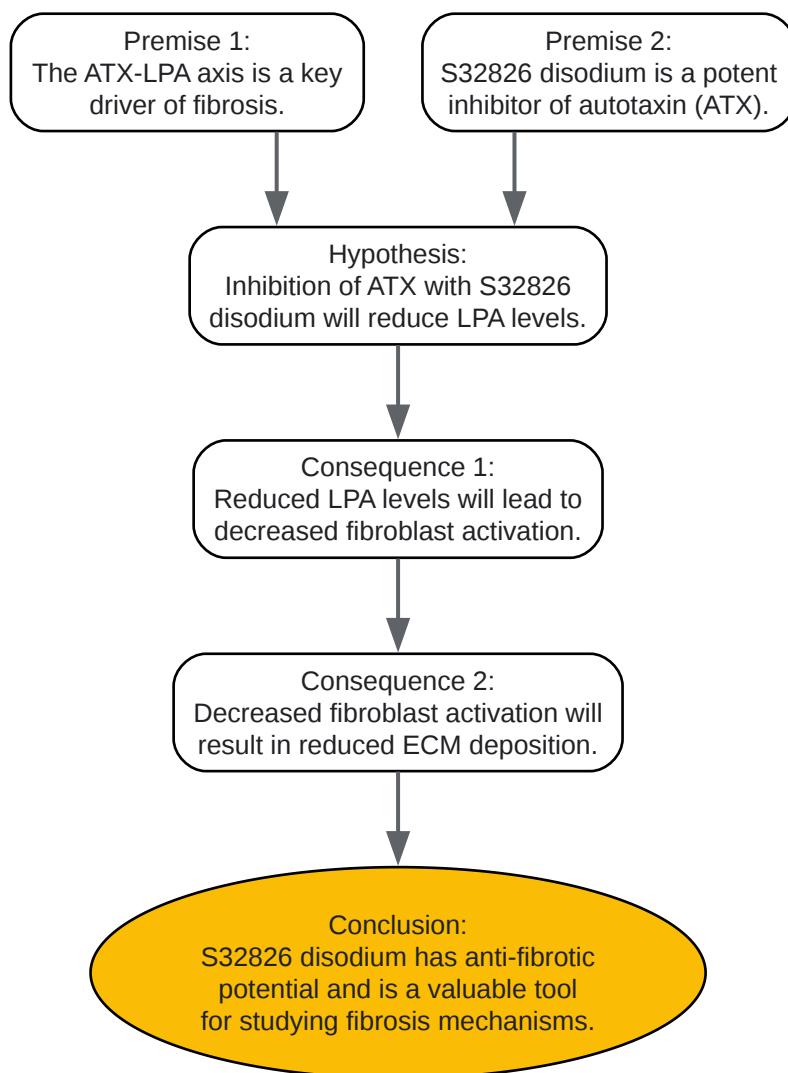 Premise 1:
The ATX-LPA axis is a key
driver of fibrosis.
Premise 2:
S32826 disodium is a potent
inhibitor of autotaxin (ATX).
Hypothesis:
Inhibition of ATX with S32826
disodium will reduce LPA levels.
Consequence 1:
Reduced LPA levels will lead to
decreased fibroblast activation.
Consequence 2:
Decreased fibroblast activation will
result in reduced ECM deposition.
Conclusion:
S32826 disodium has anti-fibrotic
potential and is a valuable tool
for studying fibrosis mechanisms.